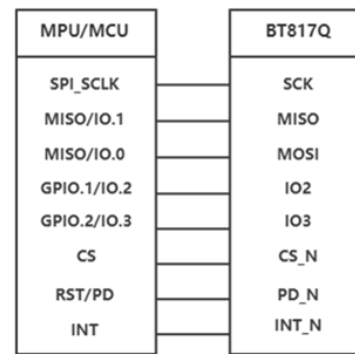 MPU/MCU BT817Q
SPI_SCLK SCK
MISO/IO.1 MISO
MISO/IO.0 MOSI
GPIO.1/IO.2 IO2
GPIO.2/IO.3 IO3
CS CS_N
RST/PD PD_N
INT INT_N